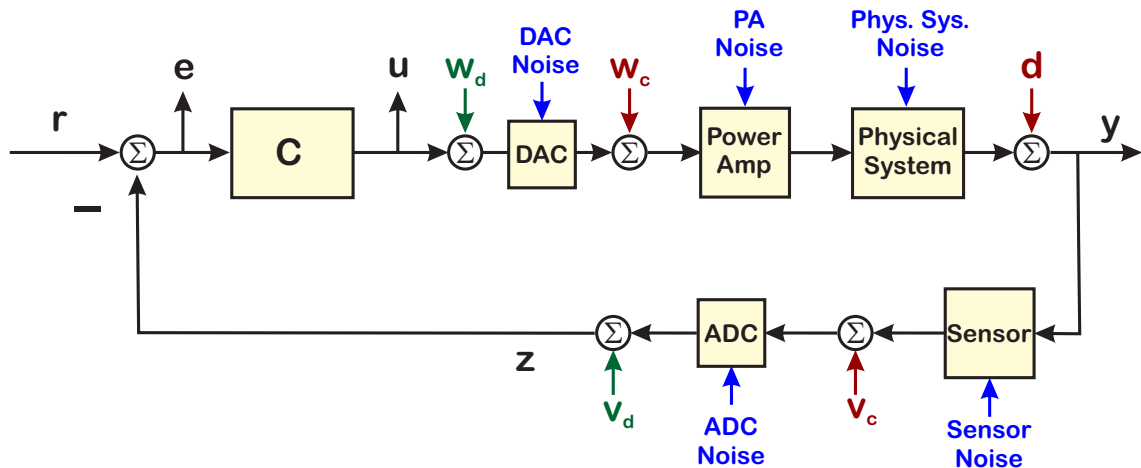 PA
Noise
Phys. Sys.
Noise
DAC
Noise
e
u
w_d
w_c
d
r
Σ
C
Σ
DAC
Σ
Power
Amp
Physical
System
Σ
y
−
z
Σ
ADC
Σ
Sensor
v_d
ADC
Noise
v_c
Sensor
Noise